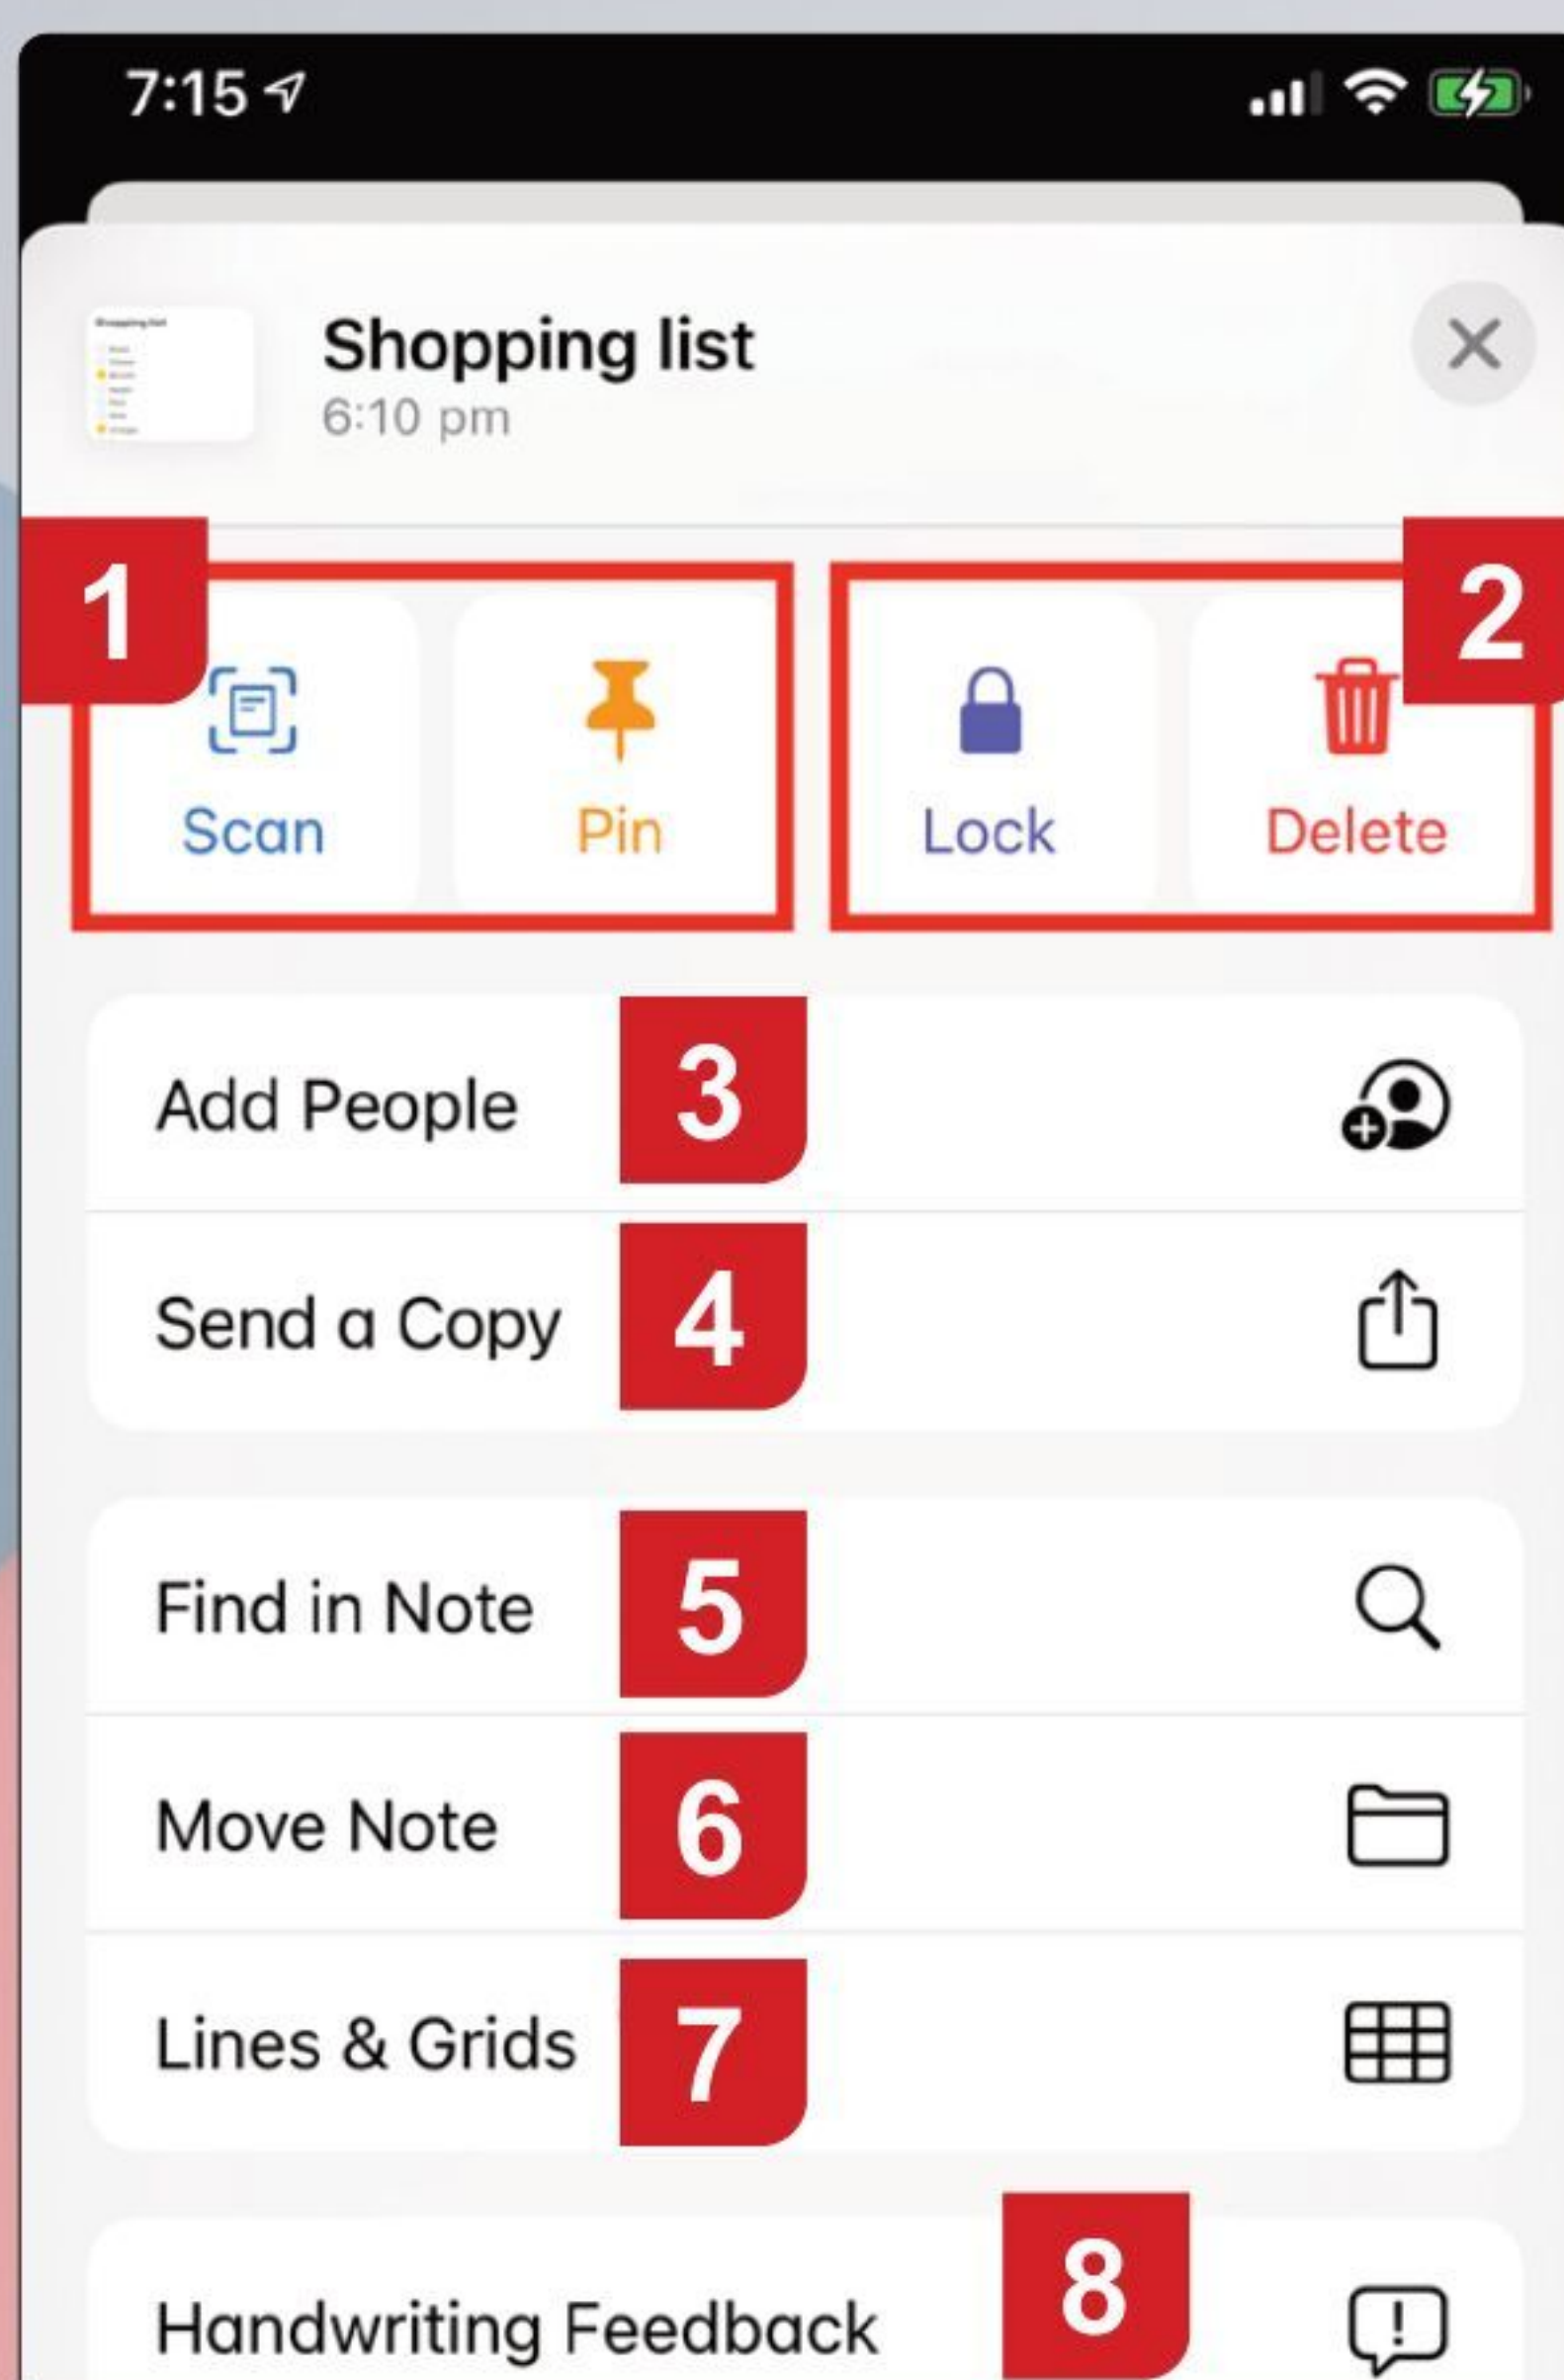 7:15
Shopping list
6:10 pm
1
2
Scan
Pin
Lock
Delete
Add People
3
Send a Copy
4
Find in Note
5
Move Note
6
Lines & Grids
7
Handwriting Feedback
8